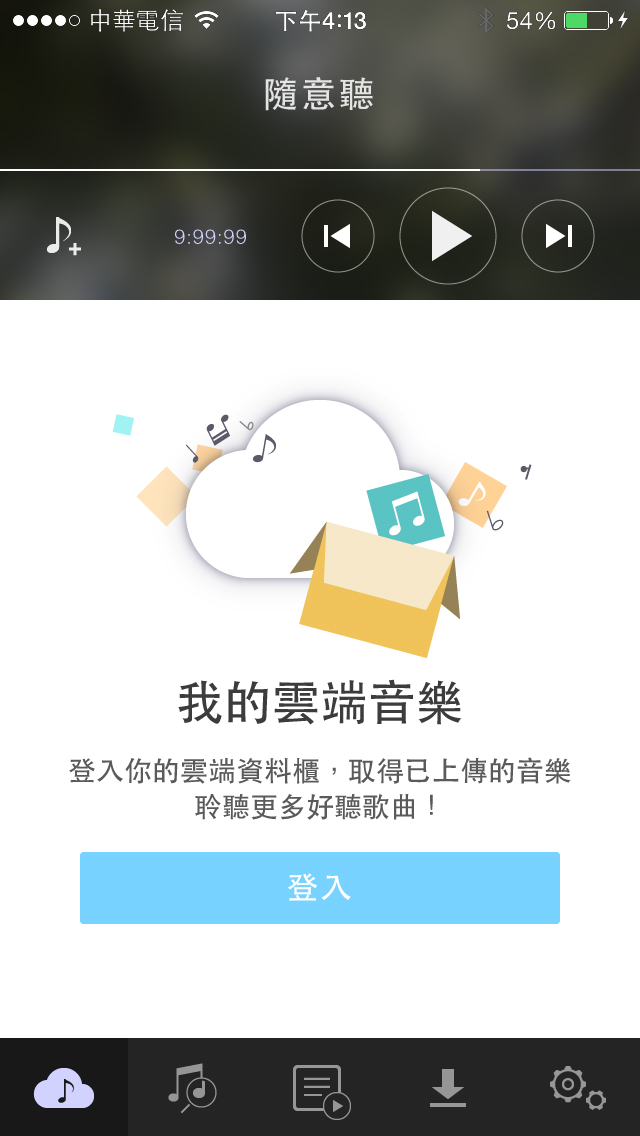 中華電信 下午4:13 54%
隨意聽
9:99:99
我的雲端音樂
登入你的雲端資料櫃，取得已上傳的音樂
聆聽更多好聽歌曲！
登入